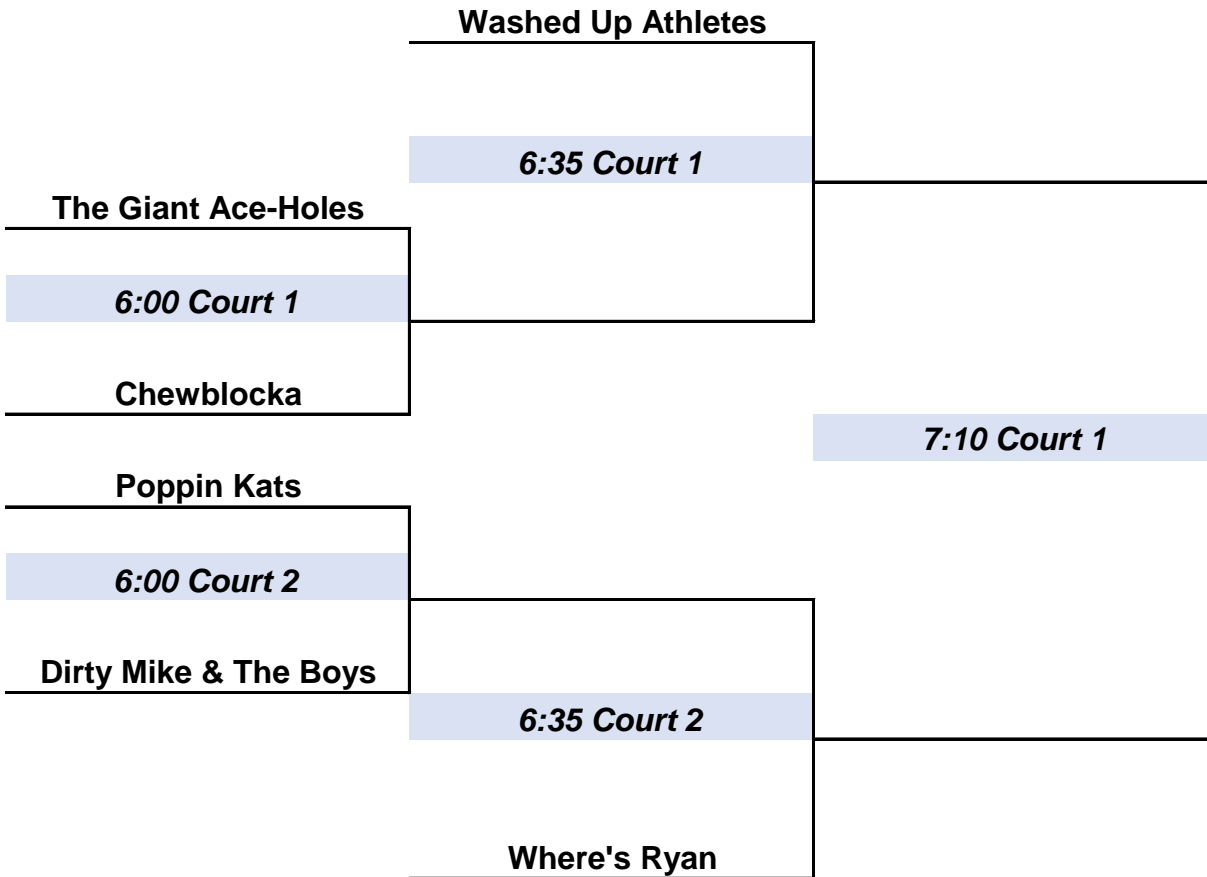 Washed Up Athletes
6:35 Court 1
The Giant Ace-Holes
6:00 Court 1
Chewblocka
7:10 Court 1
Poppin Kats
6:00 Court 2
Dirty Mike & The Boys
6:35 Court 2
Where's Ryan